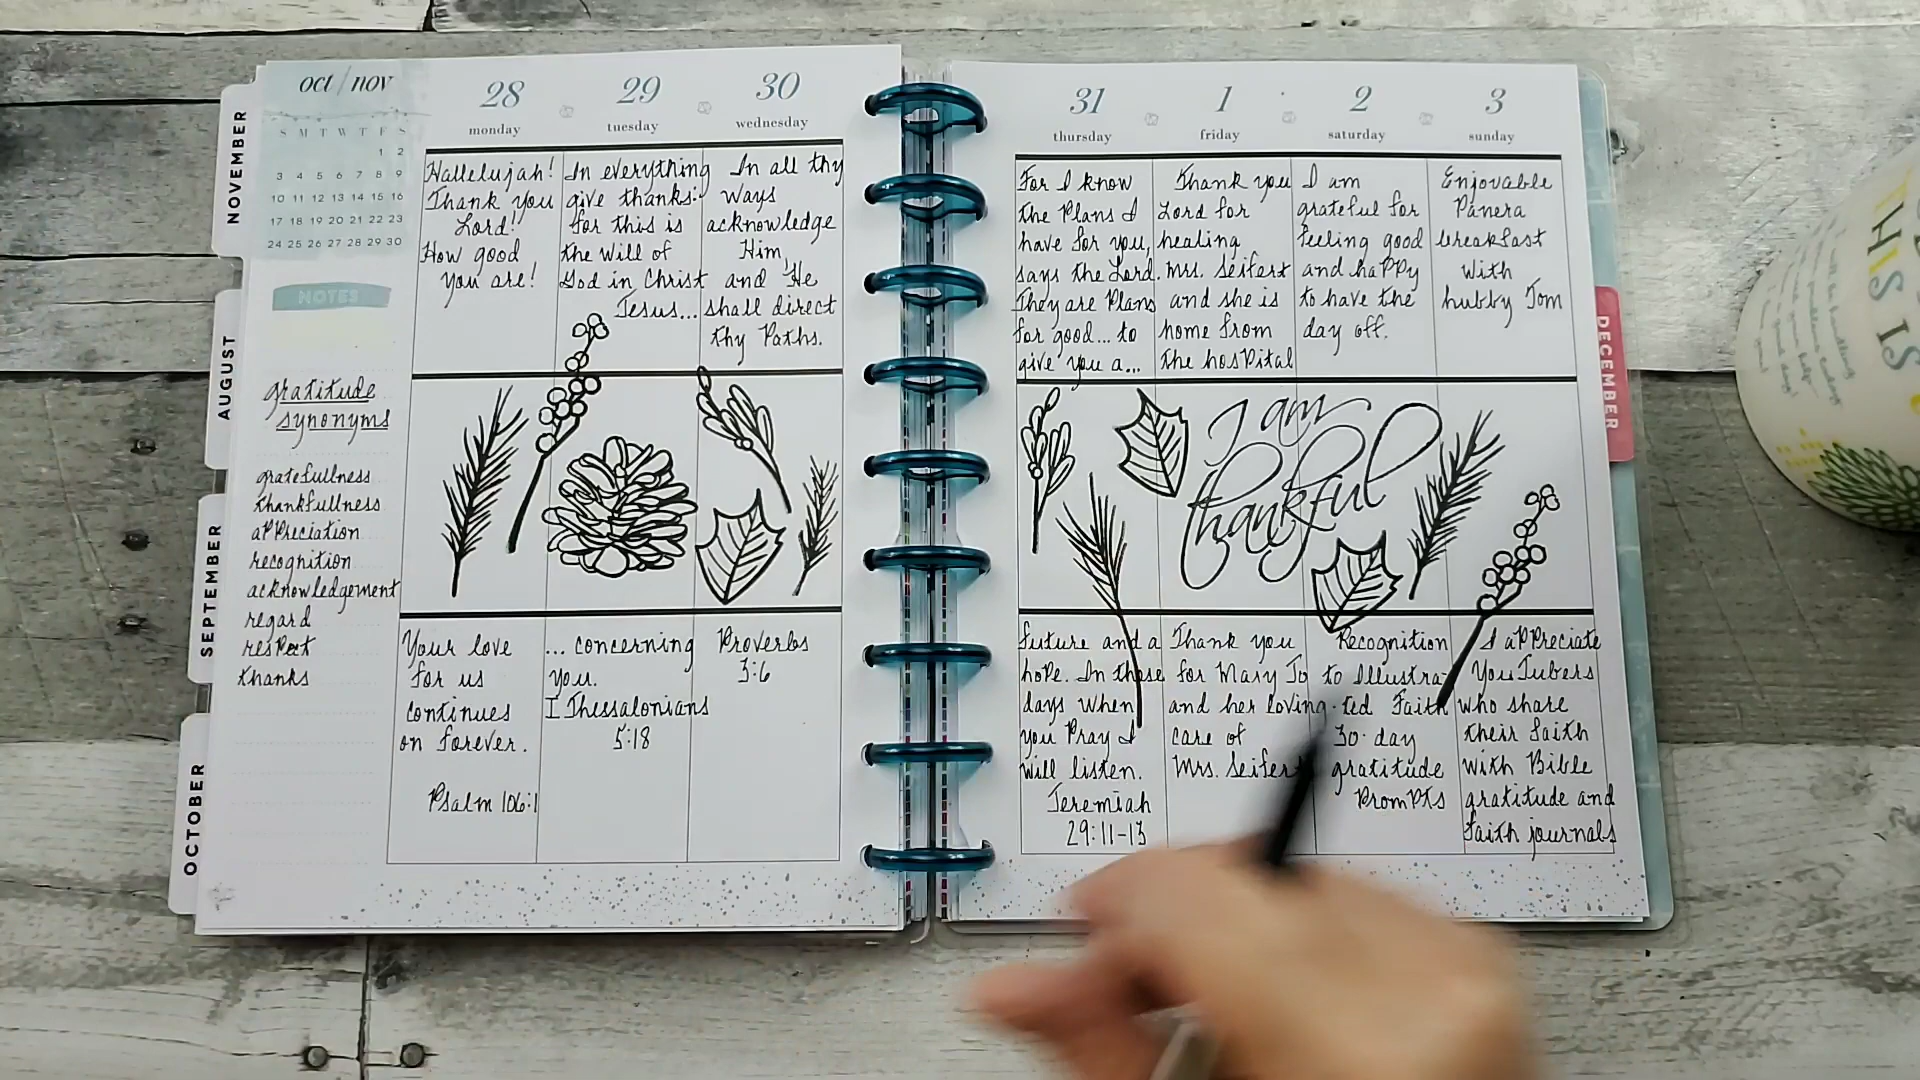 oct / nov
S M T W T F S
1 2
3 4 5 6 7 8 9
10 11 12 13 14 15 16
17 18 19 20 21 22 23
24 25 26 27 28 29 30
NOTES
gratitude
synonyms
gratefullness
thankfullness
appreciation
recognition
acknowledgement
regard
respect
thanks
NOVEMBER
AUGUST
SEPTEMBER
OCTOBER
28
monday
Hallelujah!
Thank you
Lord!
How good
you are!
Your love
for us
continues
on forever.
Psalm 106:1
29
tuesday
In everything
give thanks:
for this is
the will of
God in Christ
Jesus...
... concerning
you.
I Thessalonians
5:18
30
wednesday
In all thy
ways
acknowledge
Him,
and He
shall direct
thy Paths.
Proverbs
3:6
31
thursday
For I know
the Plans I
have for you,
says the Lord.
They are Plans
for good... to
give you a...
future and a
hope. In those
days when
you Pray I
will listen.
Jeremiah
29:11-13
1
friday
Thank you
Lord for
healing
Mrs. Seifert
and she is
home from
the hospital
Thank you
for Mary Jo
and her loving
care of
Mrs. Seifert
2
saturday
I am
grateful for
feeling good
and happy
to have the
day off.
Recognition
to Illustra-
ted Faith
30-day
gratitude
Prompts
3
sunday
Enjoyable
Panera
breakfast
with
hubby Tom
I appreciate
YouTubers
who share
their faith
with Bible
gratitude and
faith journals
I am
thankful
DECEMBER
THIS IS